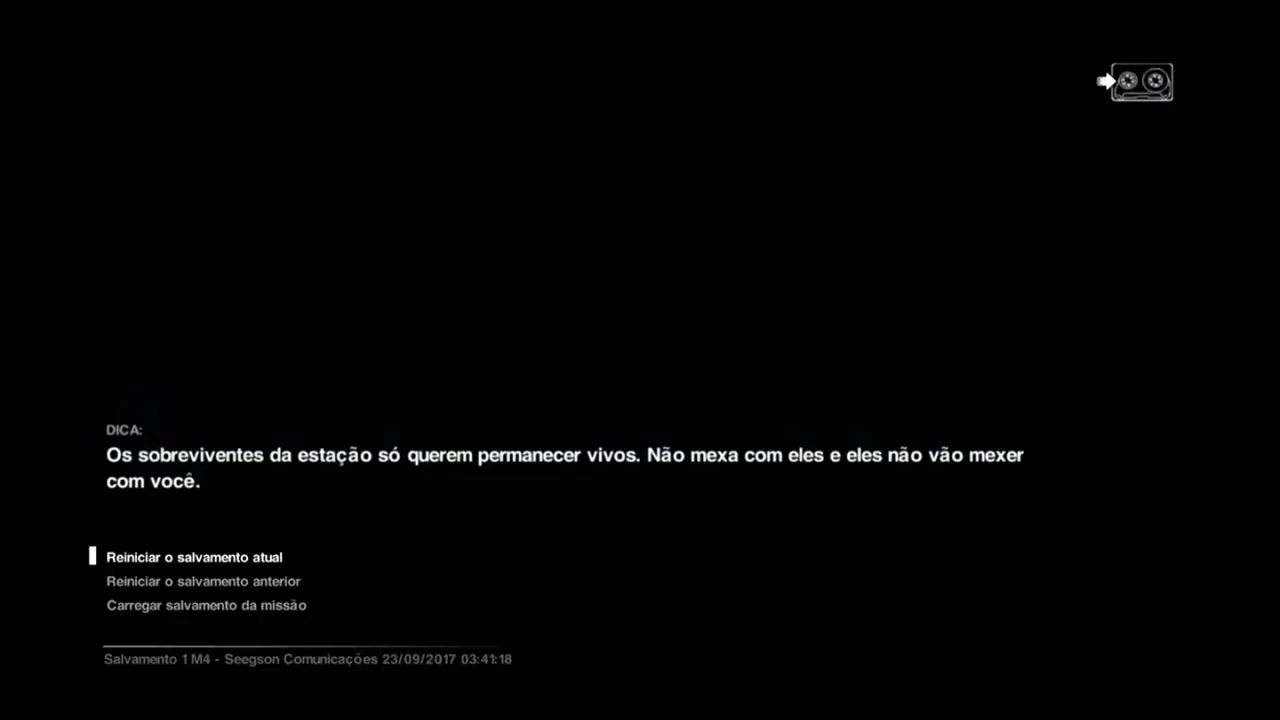 DICA:
Os sobreviventes da estação só querem permanecer vivos. Não mexa com eles e eles não vão mexer
com você.
Reiniciar o salvamento atual
Reiniciar o salvamento anterior
Carregar salvamento da missão
Salvamento 1 M4 - Seegson Comunicações 23/09/2017 03:41:18